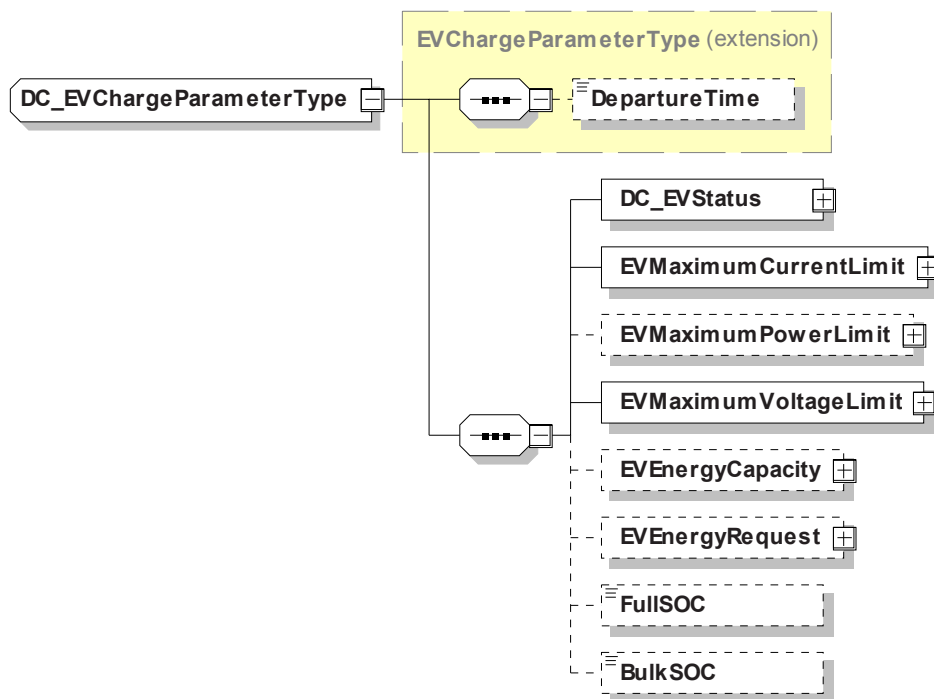 EVChargeParameterType (extension)
DC_EVChargeParameterType
DepartureTime
DC_EVStatus
EVMaximumCurrentLimit
EVMaximumPowerLimit
EVMaximumVoltageLimit
EVEnergyCapacity
EVEnergyRequest
FullSOC
BulkSOC